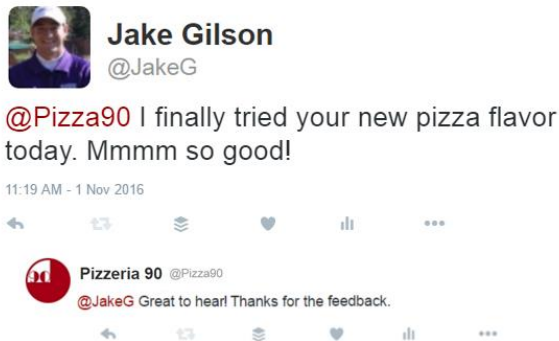 Jake Gilson
@JakeG
@Pizza90 I finally tried your new pizza flavor
today. Mmmm so good!
11:19 AM - 1 Nov 2016
90
Pizzeria 90 @Pizza90
@JakeG Great to hear! Thanks for the feedback.